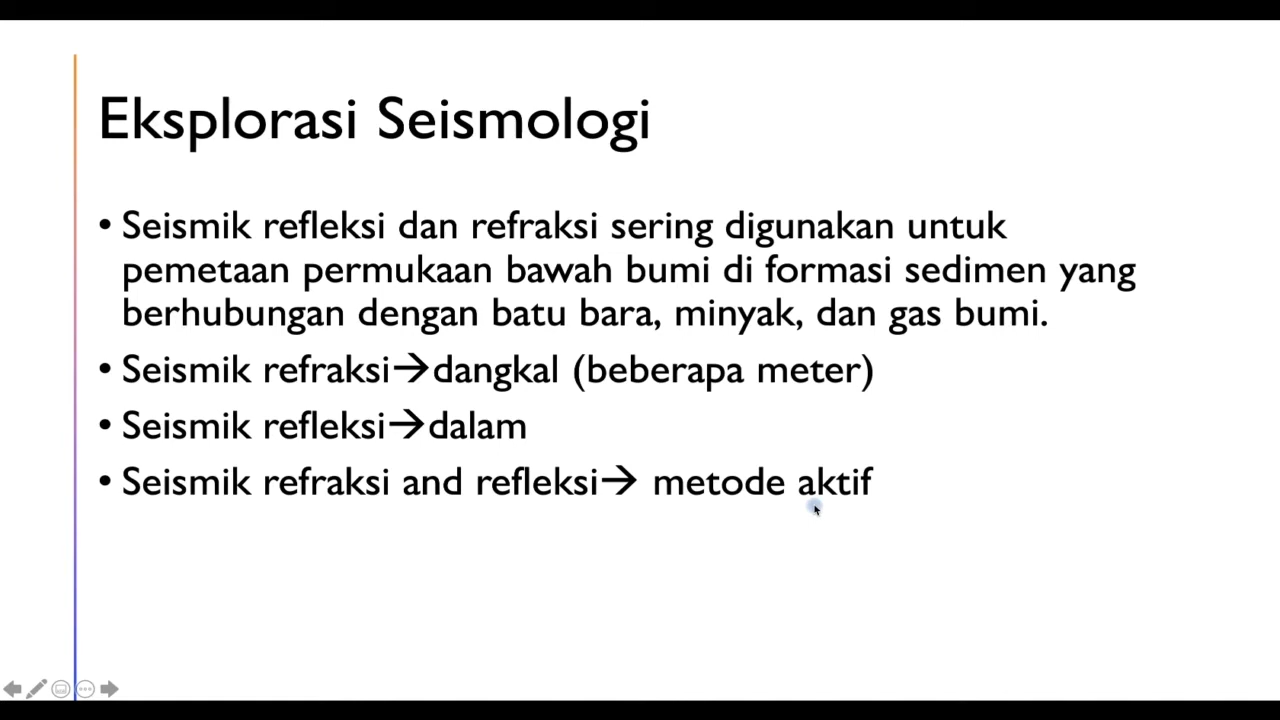 Eksplorasi Seismologi
• Seismik refleksi dan refraksi sering digunakan untuk
pemetaan permukaan bawah bumi di formasi sedimen yang
berhubungan dengan batu bara, minyak, dan gas bumi.
• Seismik refraksi→dangkal (beberapa meter)
• Seismik refleksi→dalam
• Seismik refraksi and refleksi→ metode aktif